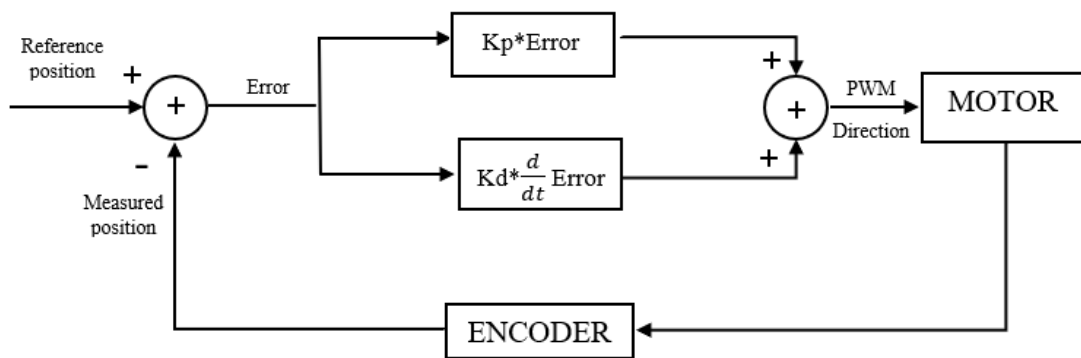 Reference
position
+
+
-
Measured
position
Error
Kp*Error
Kd*d/dt Error
+
+
+
PWM
Direction
MOTOR
ENCODER